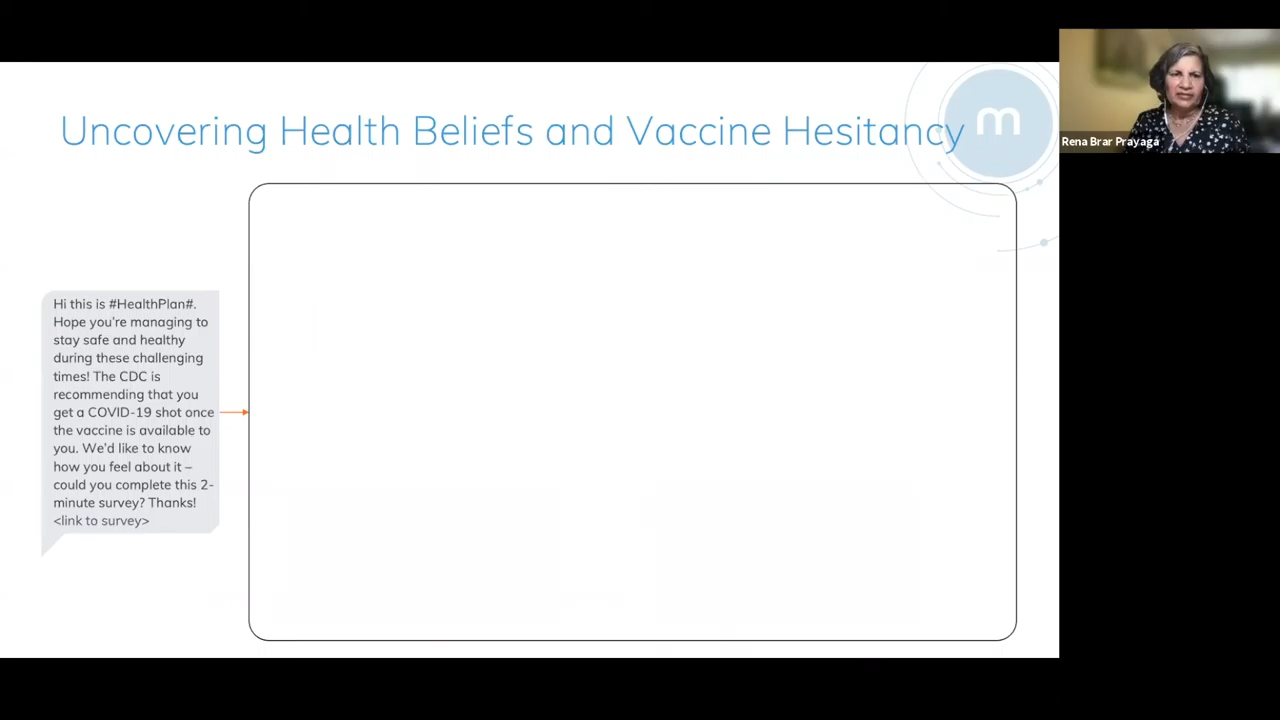 Uncovering Health Beliefs and Vaccine Hesitancy
m
Rena Brar Prayaga
Hi this is #HealthPlan#.
Hope you're managing to
stay safe and healthy
during these challenging
times! The CDC is
recommending that you
get a COVID-19 shot once
the vaccine is available to
you. We'd like to know
how you feel about it –
could you complete this 2-
minute survey? Thanks!
<link to survey>